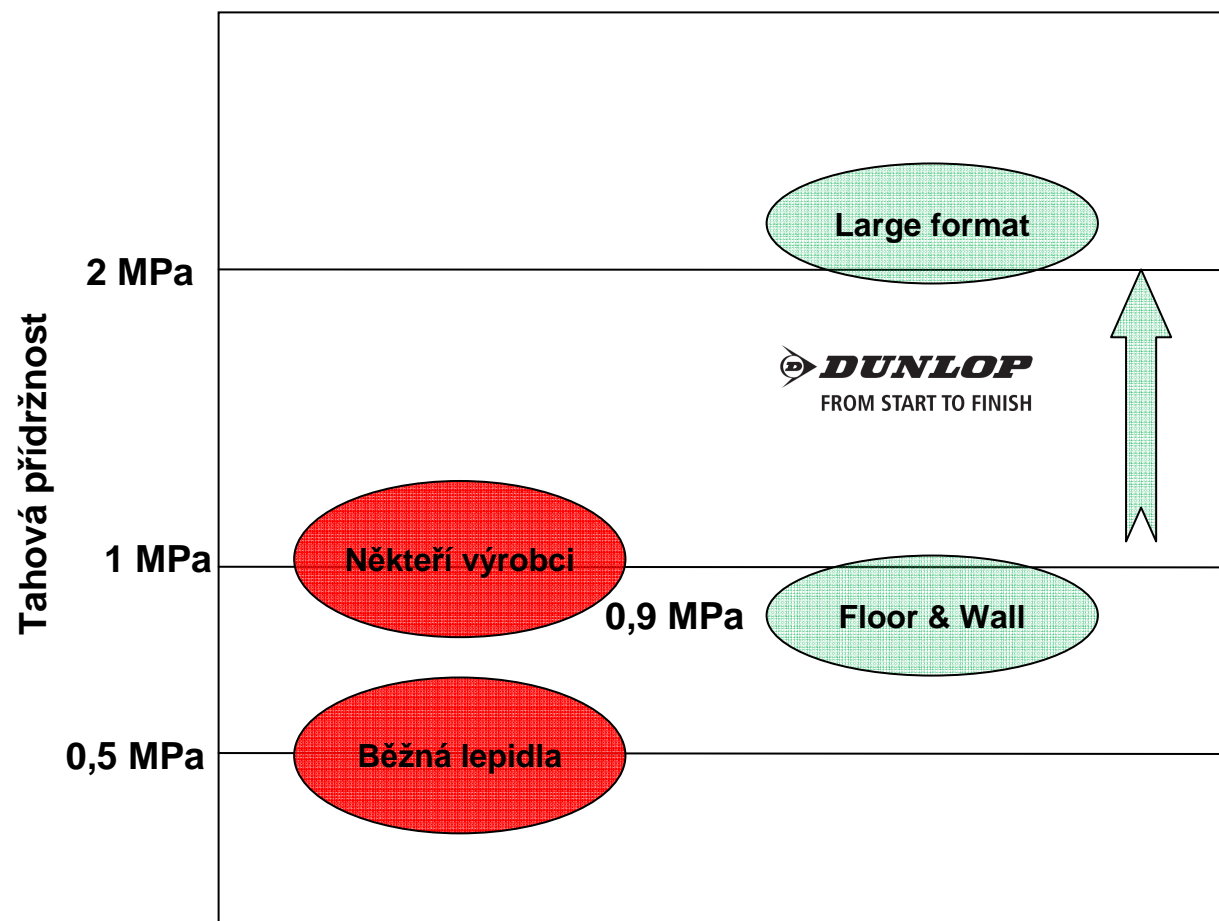 Large format
2 MPa
DUNLOP
FROM START TO FINISH
Tahová přídržnost
1 MPa
Někteří výrobci
0,9 MPa
Floor & Wall
0,5 MPa
Běžná lepidla